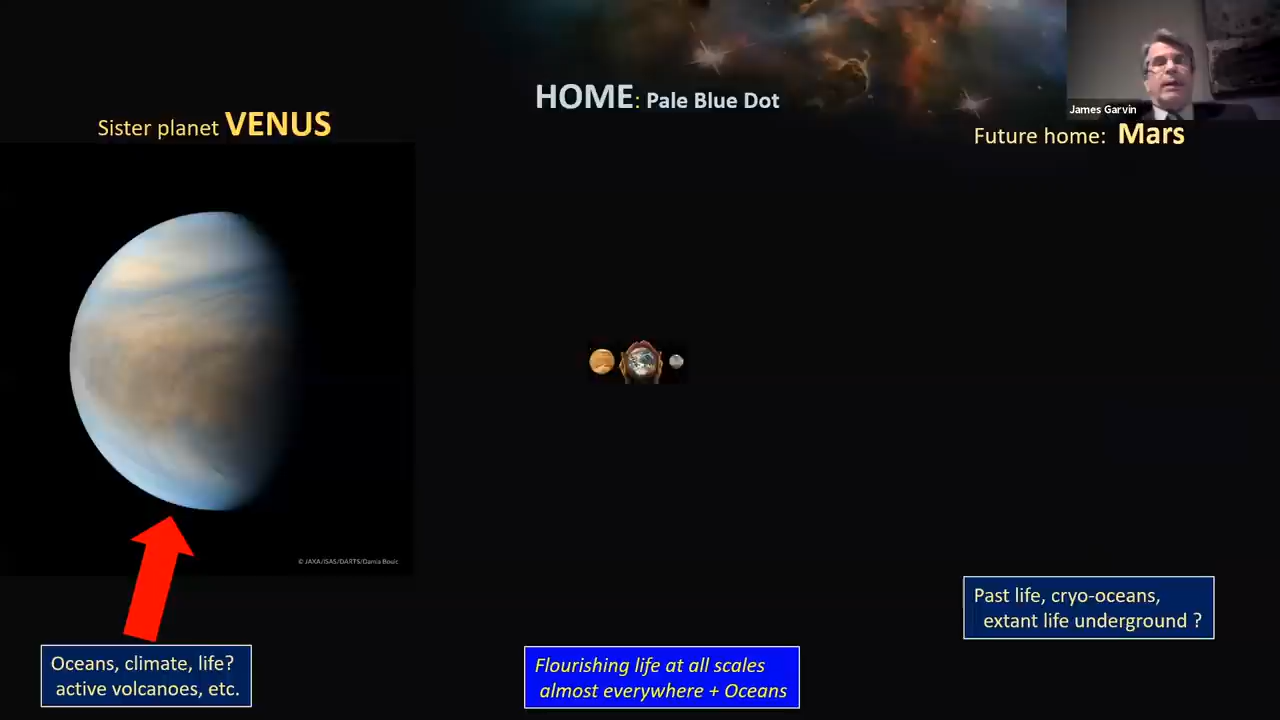 James Garvin
HOME: Pale Blue Dot
Sister planet VENUS
Future home: Mars
© JAXA/ISAS/DARTS/Damia Bouic
Past life, cryo-oceans,
extant life underground ?
Oceans, climate, life?
active volcanoes, etc.
Flourishing life at all scales
almost everywhere + Oceans